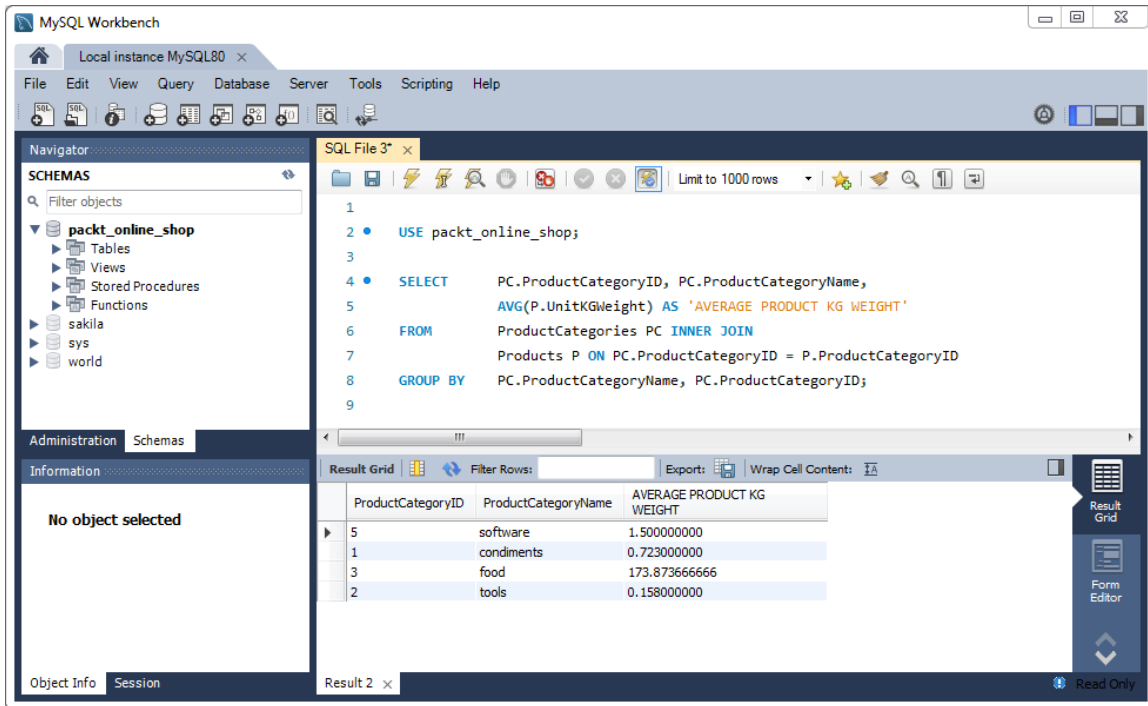 MySQL Workbench
Local instance MySQL80
File Edit View Query Database Server Tools Scripting Help
Navigator
SCHEMAS
Filter objects
packt_online_shop
Tables
Views
Stored Procedures
Functions
sakila
sys
world
Administration Schemas
Information
No object selected
Object Info Session
SQL File 3*
Limit to 1000 rows
1
2 USE packt_online_shop;
3
4 SELECT PC.ProductCategoryID, PC.ProductCategoryName,
5 AVG(P.UnitKGWeight) AS 'AVERAGE PRODUCT KG WEIGHT'
6 FROM ProductCategories PC INNER JOIN
7 Products P ON PC.ProductCategoryID = P.ProductCategoryID
8 GROUP BY PC.ProductCategoryName, PC.ProductCategoryID;
9
Result Grid Filter Rows: Export: Wrap Cell Content:
ProductCategoryID ProductCategoryName AVERAGE PRODUCT KG
WEIGHT
5 software 1.500000000
1 condiments 0.723000000
3 food 173.873666666
2 tools 0.158000000
Result
Grid
Form
Editor
Result 2
Read Only